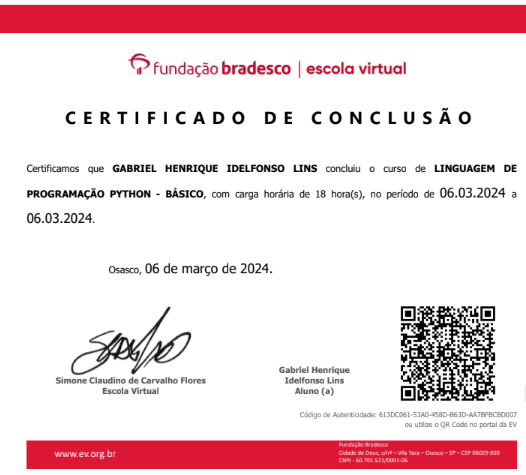 fundação bradesco | escola virtual
CERTIFICADO DE CONCLUSÃO
Certificamos que GABRIEL HENRIQUE IDELFONSO LINS concluiu o curso de LINGUAGEM DE
PROGRAMAÇÃO PYTHON - BÁSICO, com carga horária de 18 hora(s), no período de 06.03.2024 a
06.03.2024.
Osasco, 06 de março de 2024.
Simone Claudino de Carvalho Flores
Escola Virtual
Gabriel Henrique
Idelfonso Lins
Aluno (a)
Código de Autenticidade: 613DC061-53A0-458D-B63D-AA7BFBCBD007
ou utilize o QR Code no portal da EV
www.ev.org.br
Fundação Bradesco
Cidade de Deus, s/nº – Vila Yara – Osasco – SP – CEP 06029-900
CNPJ - 60.701.521/0001-06